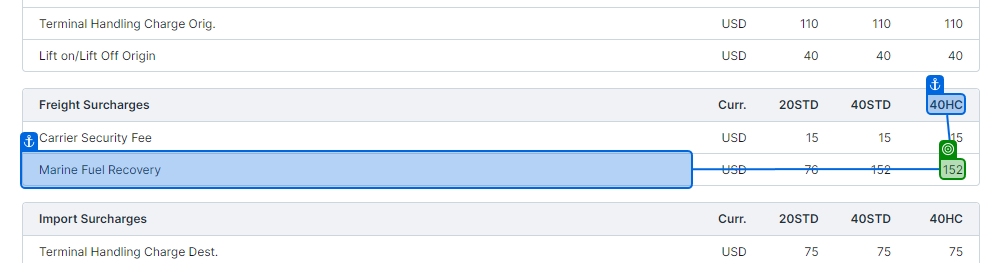 Terminal Handling Charge Orig. USD 110 110 110
Lift on/Lift Off Origin USD 40 40 40
Freight Surcharges Curr. 20STD 40STD 40HC
Carrier Security Fee USD 15 15 15
Marine Fuel Recovery USD 76 152 152
Import Surcharges Curr. 20STD 40STD 40HC
Terminal Handling Charge Dest. USD 75 75 75